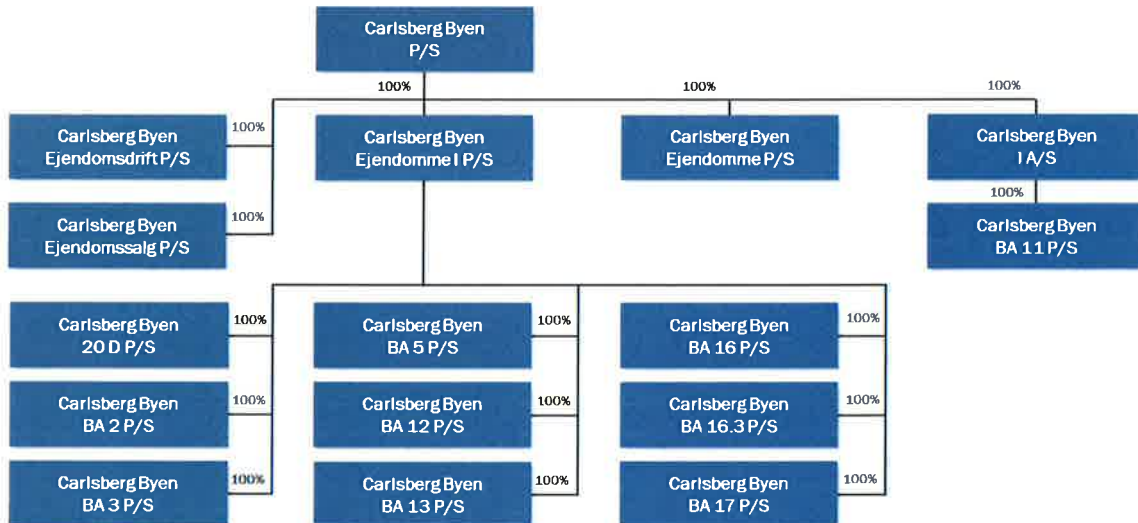 Carlsberg Byen
P/S
100%
100%
100%
Carlsberg Byen
Ejendomsdrift P/S
100%
Carlsberg Byen
Ejendomme I P/S
Carlsberg Byen
Ejendomme P/S
Carlsberg Byen
I A/S
Carlsberg Byen
Ejendomssalg P/S
100%
100%
Carlsberg Byen
BA 11 P/S
Carlsberg Byen
20 D P/S
100%
Carlsberg Byen
BA 5 P/S
100%
Carlsberg Byen
BA 16 P/S
100%
Carlsberg Byen
BA 2 P/S
100%
Carlsberg Byen
BA 12 P/S
100%
Carlsberg Byen
BA 16.3 P/S
100%
Carlsberg Byen
BA 3 P/S
100%
Carlsberg Byen
BA 13 P/S
100%
Carlsberg Byen
BA 17 P/S
100%